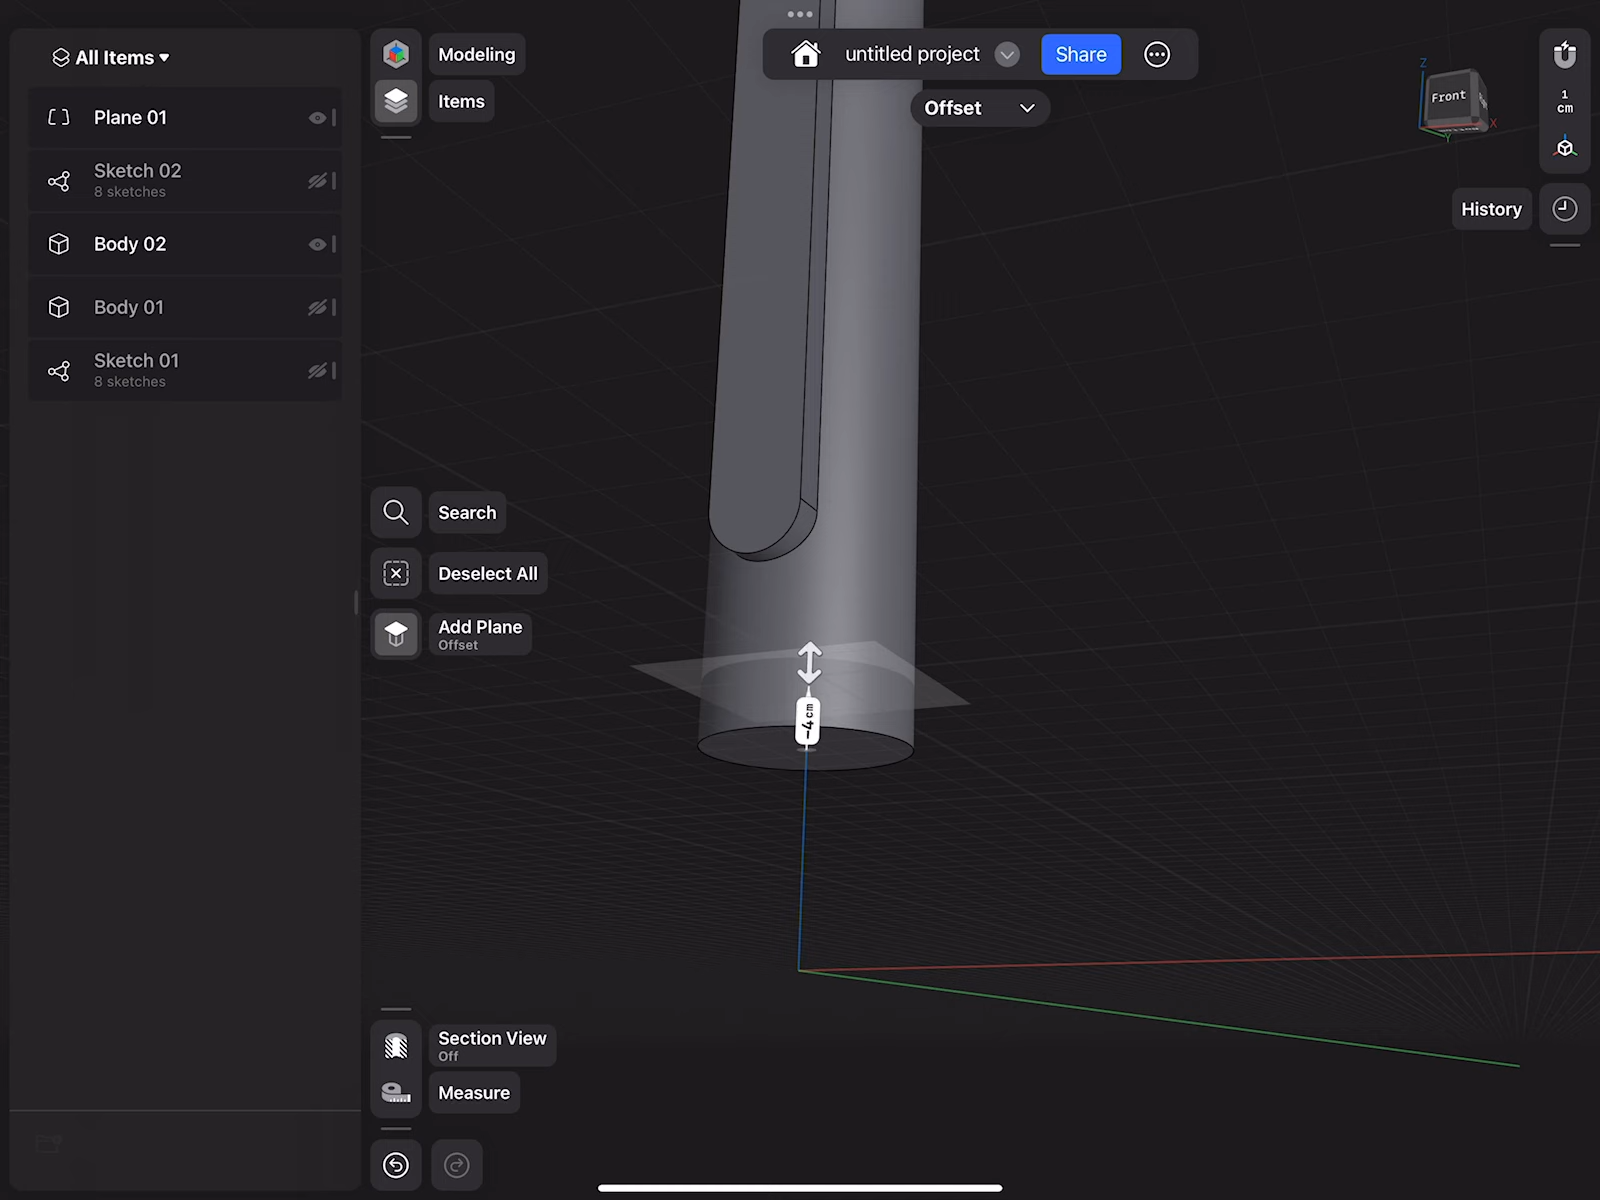 All Items
Plane 01
Sketch 02
8 sketches
Body 02
Body 01
Sketch 01
8 sketches
Modeling
Items
untitled project
Share
Offset
Z
Front
X
Y
1
cm
History
Search
Deselect All
Add Plane
Offset
-4 cm
Section View
Off
Measure